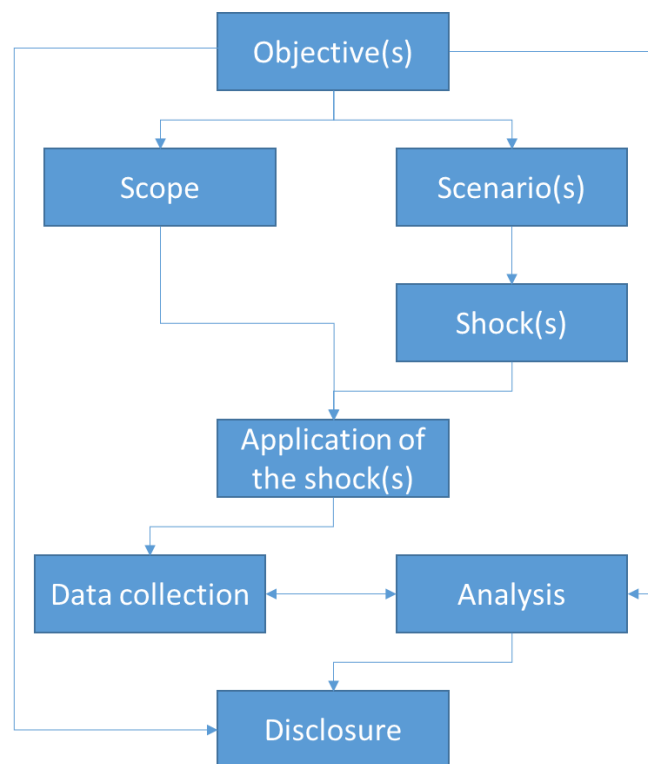 Objective(s)
Scope
Scenario(s)
Shock(s)
Application of
the shock(s)
Data collection
Analysis
Disclosure